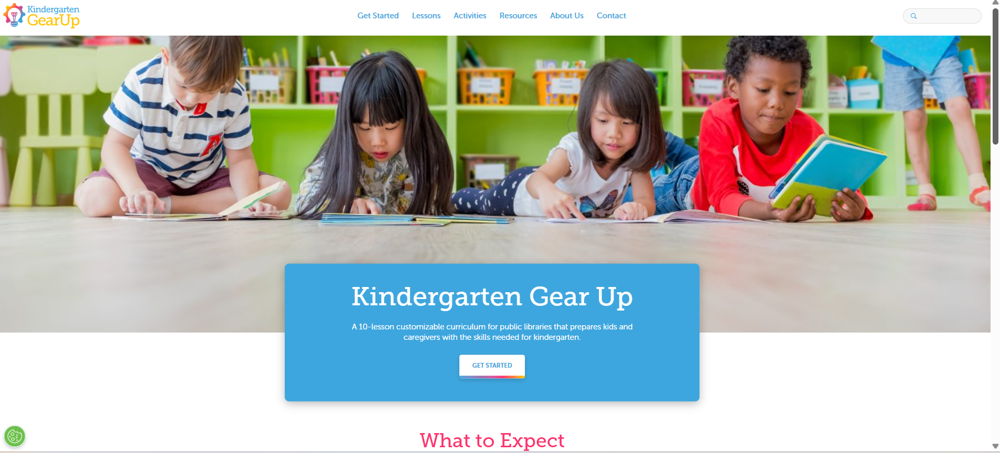 Kindergarten
GearUp
Get Started
Lessons
Activities
Resources
About Us
Contact
Kindergarten Gear Up
A 10-lesson customizable curriculum for public libraries that prepares kids and
caregivers with the skills needed for kindergarten.
GET STARTED
What to Expect